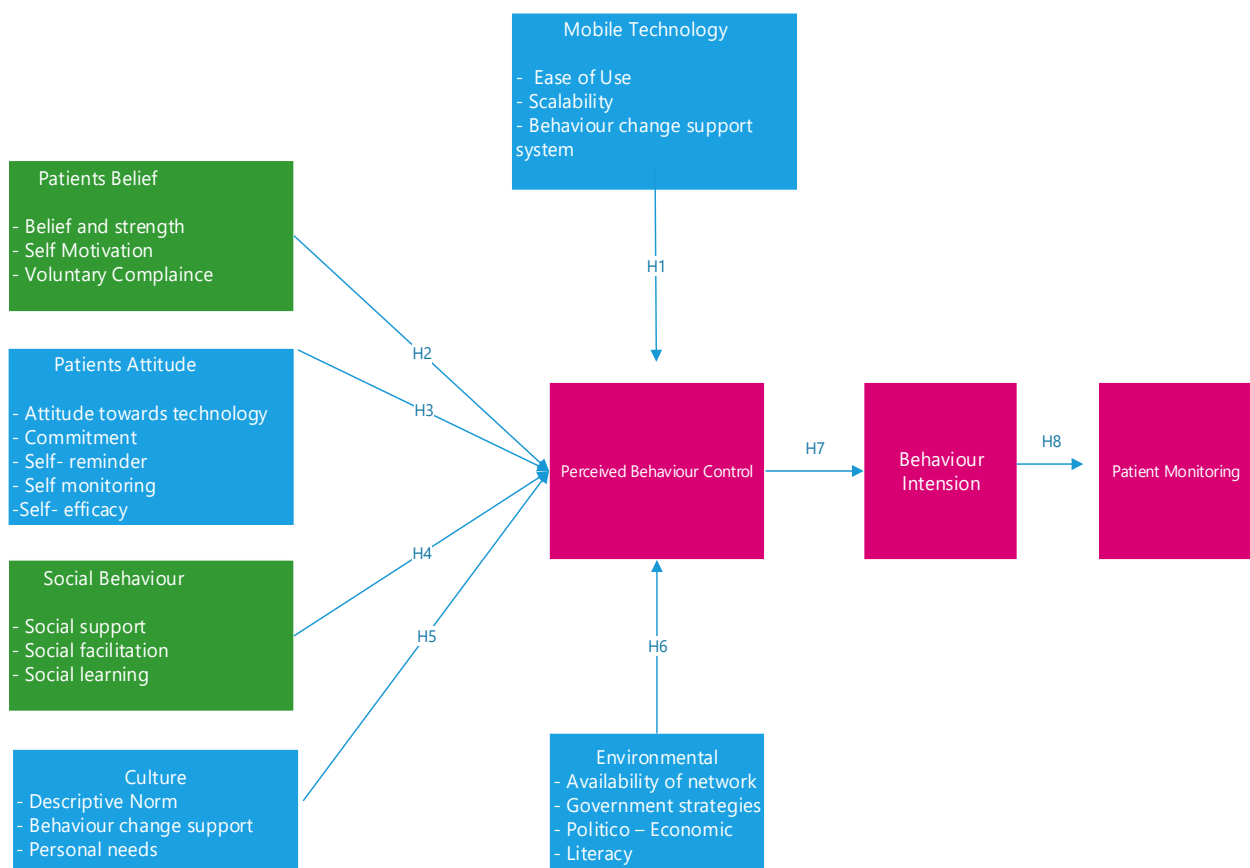 Mobile Technology
- Ease of Use
- Scalability
- Behaviour change support
system
Patients Belief
- Belief and strength
- Self Motivation
- Voluntary Complaince
H1
H2
Patients Attitude
- Attitude towards technology
- Commitment
- Self- reminder
- Self monitoring
-Self- efficacy
H3
Perceived Behaviour Control
H7
Behaviour
Intension
H8
Patient Monitoring
H4
Social Behaviour
- Social support
- Social facilitation
- Social learning
H5
H6
Culture
- Descriptive Norm
- Behaviour change support
- Personal needs
Environmental
- Availability of network
- Government strategies
- Politico – Economic
- Literacy